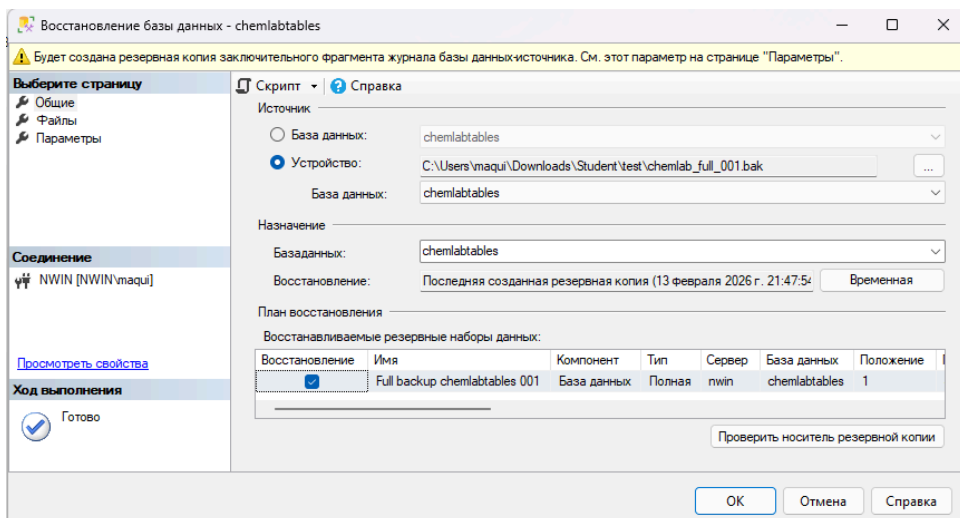 Восстановление базы данных - chemlabtables
Будет создана резервная копия заключительного фрагмента журнала базы данных-источника. См. этот параметр на странице "Параметры".
Выберите страницу
Общие
Файлы
Параметры
Соединение
NWIN [NWIN\maqui]
Просмотреть свойства
Ход выполнения
Готово
Скрипт Справка
Источник
База данных: chemlabtables
Устройство: C:\Users\maqui\Downloads\Student\test\chemlab_full_001.bak ...
База данных: chemlabtables
Назначение
Базаданных: chemlabtables
Восстановление: Последняя созданная резервная копия (13 февраля 2026 г. 21:47:54 Временная
План восстановления
Восстанавливаемые резервные наборы данных:
Восстановление Имя Компонент Тип Сервер База данных Положение
Full backup chemlabtables 001 База данных Полная nwin chemlabtables 1
Проверить носитель резервной копии
OK Отмена Справка